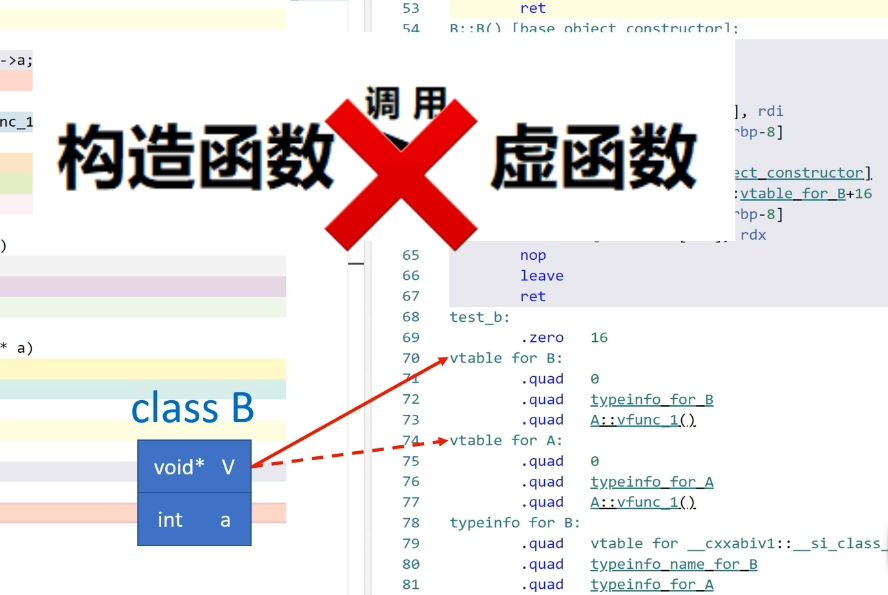 53 ret
54 B::B() [base object constructor]:
->a;
nc_1
调用
构造函数 虚函数
], rdi
rbp-8]
ect_constructor]
:vtable_for_B+16
rbp-8]
, rdx
)
65 nop
66 leave
67 ret
68 test_b:
69 .zero 16
* a)
70 vtable for B:
71 .quad 0
72 .quad typeinfo_for_B
73 .quad A::vfunc_1()
74 vtable for A:
75 .quad 0
76 .quad typeinfo_for_A
77 .quad A::vfunc_1()
78 typeinfo for B:
79 .quad vtable for __cxxabiv1::__si_class_
80 .quad typeinfo_name_for_B
81 .quad typeinfo_for_A
class B
void* V
int a